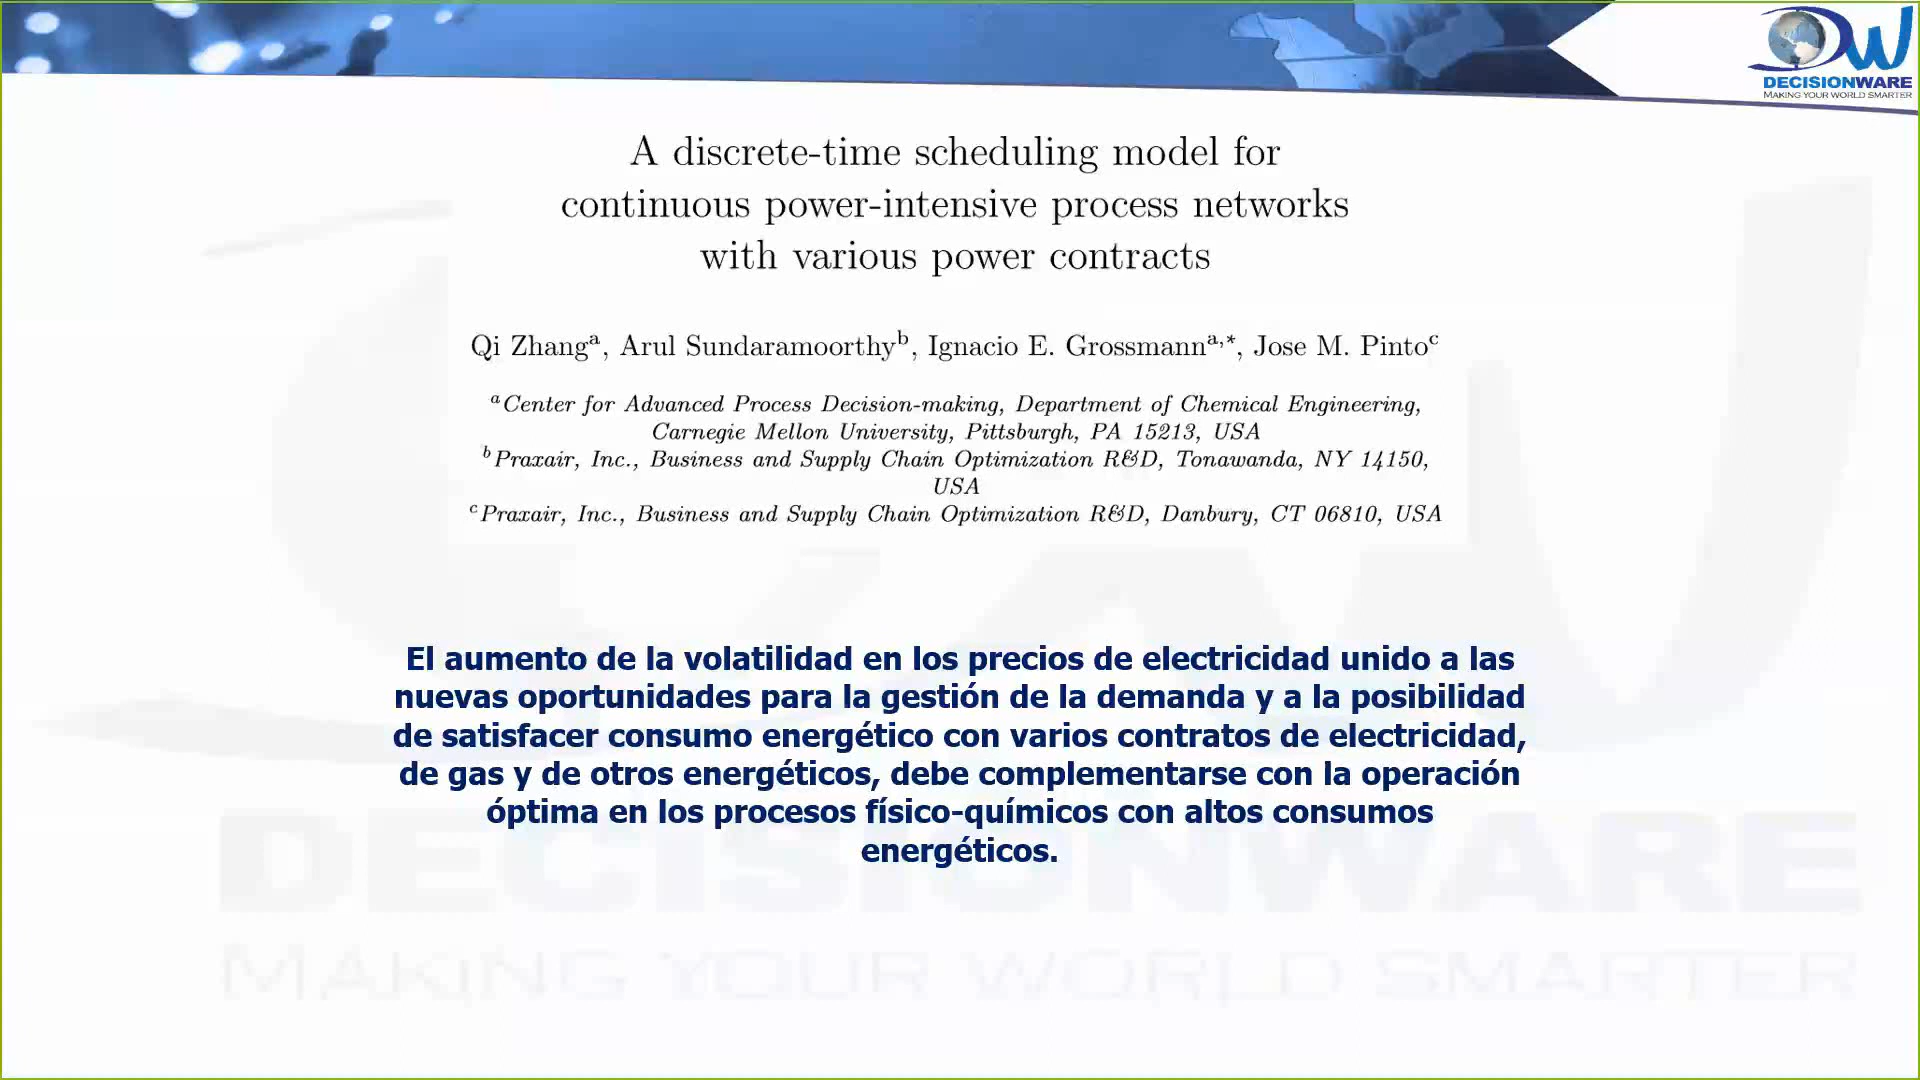 DECISIONWARE
MAKING YOUR WORLD SMARTER
A discrete-time scheduling model for
continuous power-intensive process networks
with various power contracts
Qi Zhangᵃ, Arul Sundaramoorthyᵇ, Ignacio E. Grossmannᵃ,*, Jose M. Pintoᶜ
ᵃCenter for Advanced Process Decision-making, Department of Chemical Engineering,
Carnegie Mellon University, Pittsburgh, PA 15213, USA
ᵇPraxair, Inc., Business and Supply Chain Optimization R&D, Tonawanda, NY 14150,
USA
ᶜPraxair, Inc., Business and Supply Chain Optimization R&D, Danbury, CT 06810, USA
El aumento de la volatilidad en los precios de electricidad unido a las
nuevas oportunidades para la gestión de la demanda y a la posibilidad
de satisfacer consumo energético con varios contratos de electricidad,
de gas y de otros energéticos, debe complementarse con la operación
óptima en los procesos físico-químicos con altos consumos
energéticos.
DECISIONWARE
MAKING YOUR WORLD SMARTER